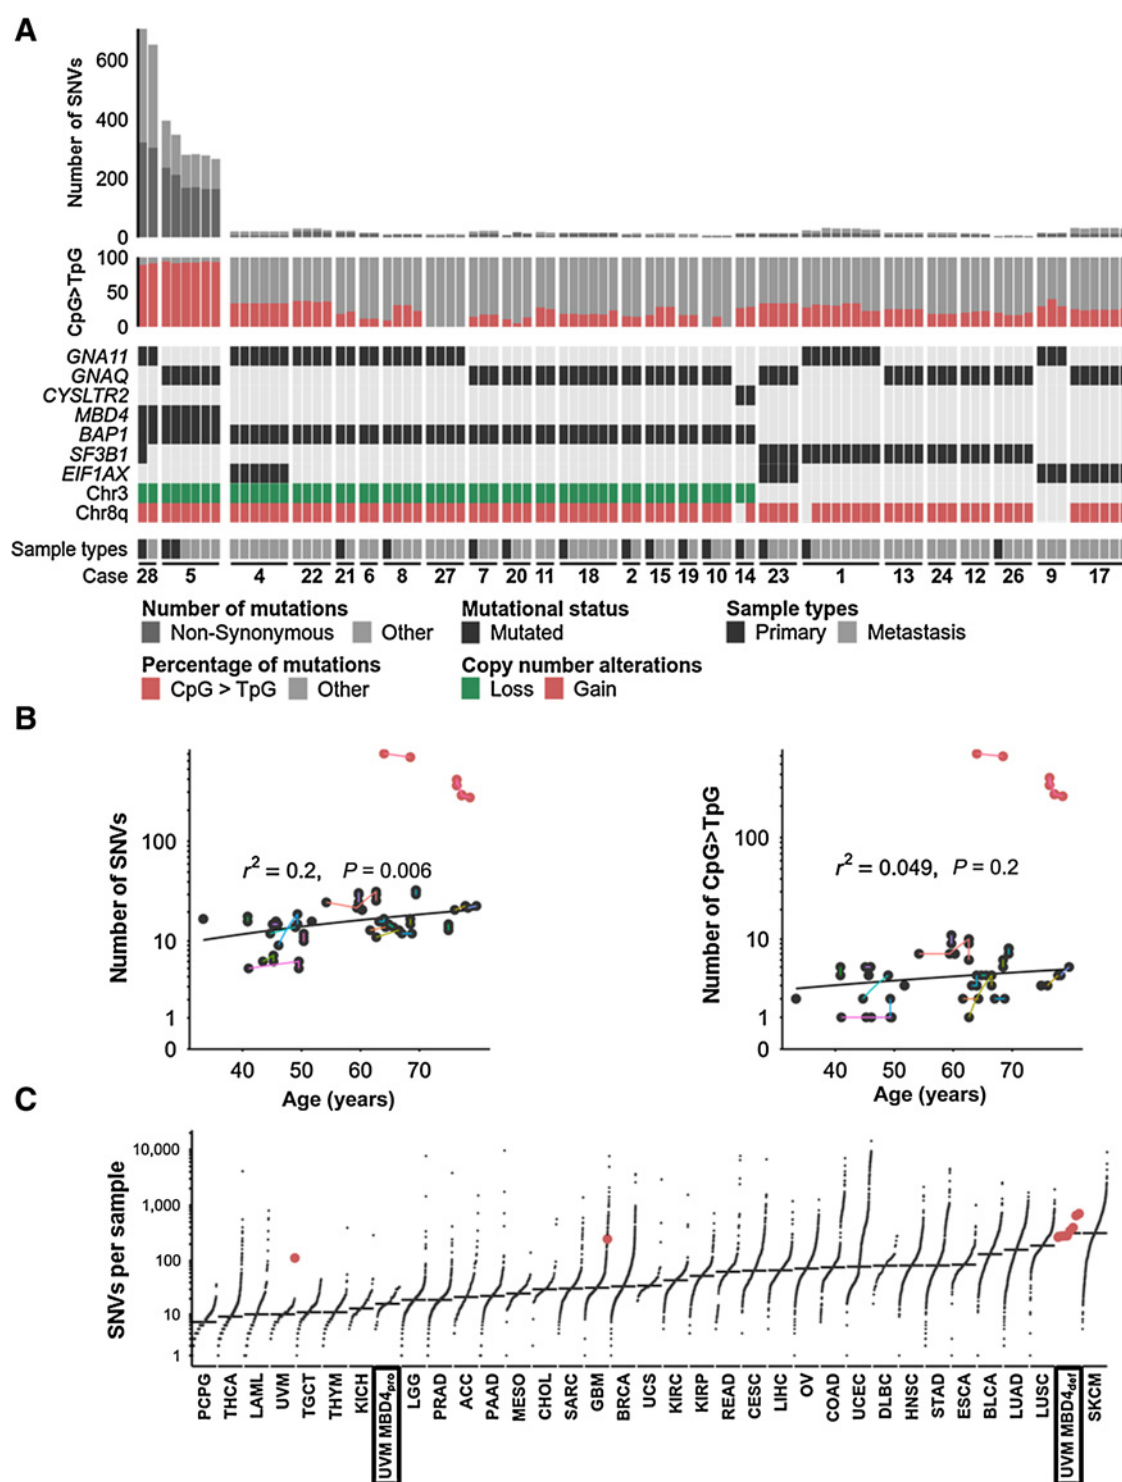 A
Number of SNVs
600
400
200
0
CpG>TpG
100
50
0
GNA11
GNAQ
CYSLTR2
MBD4
BAP1
SF3B1
EIF1AX
Chr3
Chr8q
Sample types
Case 28 5 4 22 21 6 8 27 7 20 11 18 2 15 19 10 14 23 1 13 24 12 26 9 17
Number of mutations
Non-Synonymous Other
Mutational status
Mutated
Sample types
Primary Metastasis
Percentage of mutations
CpG > TpG Other
Copy number alterations
Loss Gain
B
Number of SNVs
100
10
1
0
r² = 0.2, P = 0.006
40 50 60 70
Age (years)
Number of CpG>TpG
100
10
1
0
r² = 0.049, P = 0.2
40 50 60 70
Age (years)
C
SNVs per sample
10,000
1,000
100
10
1
PCPG THCA LAML UVM TGCT THYM KICH UVM MBD4pro LGG PRAD ACC PAAD MESO CHOL SARC GBM BRCA UCS KIRC KIRP READ CESC LIHC OV COAD UCEC DLBC HNSC STAD ESCA BLCA LUAD LUSC UVM MBD4def SKCM